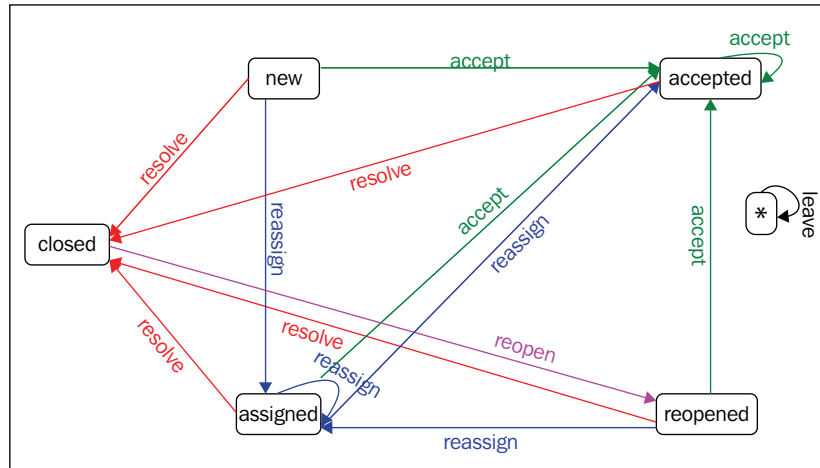 accept
new
accept
accepted
resolve
resolve
accept
leave
*
closed
reassign
reassign
accept
resolve
resolve
reopen
reassign
assigned
reopened
reassign